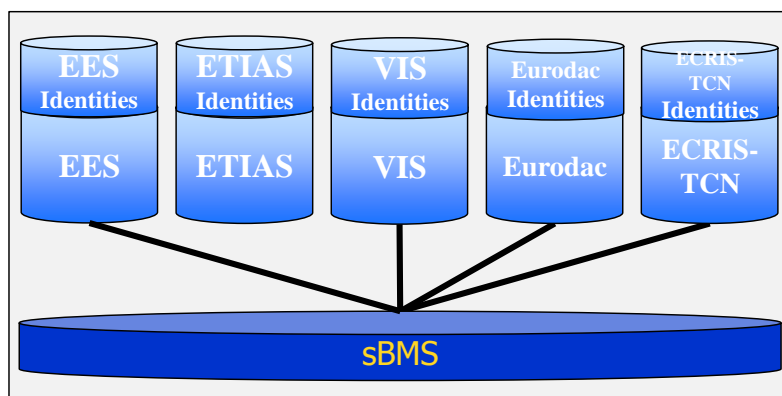 EES
Identities
ETIAS
Identities
VIS
Identities
Eurodac
Identities
ECRIS-
TCN
Identities
EES
ETIAS
VIS
Eurodac
ECRIS-
TCN
sBMS